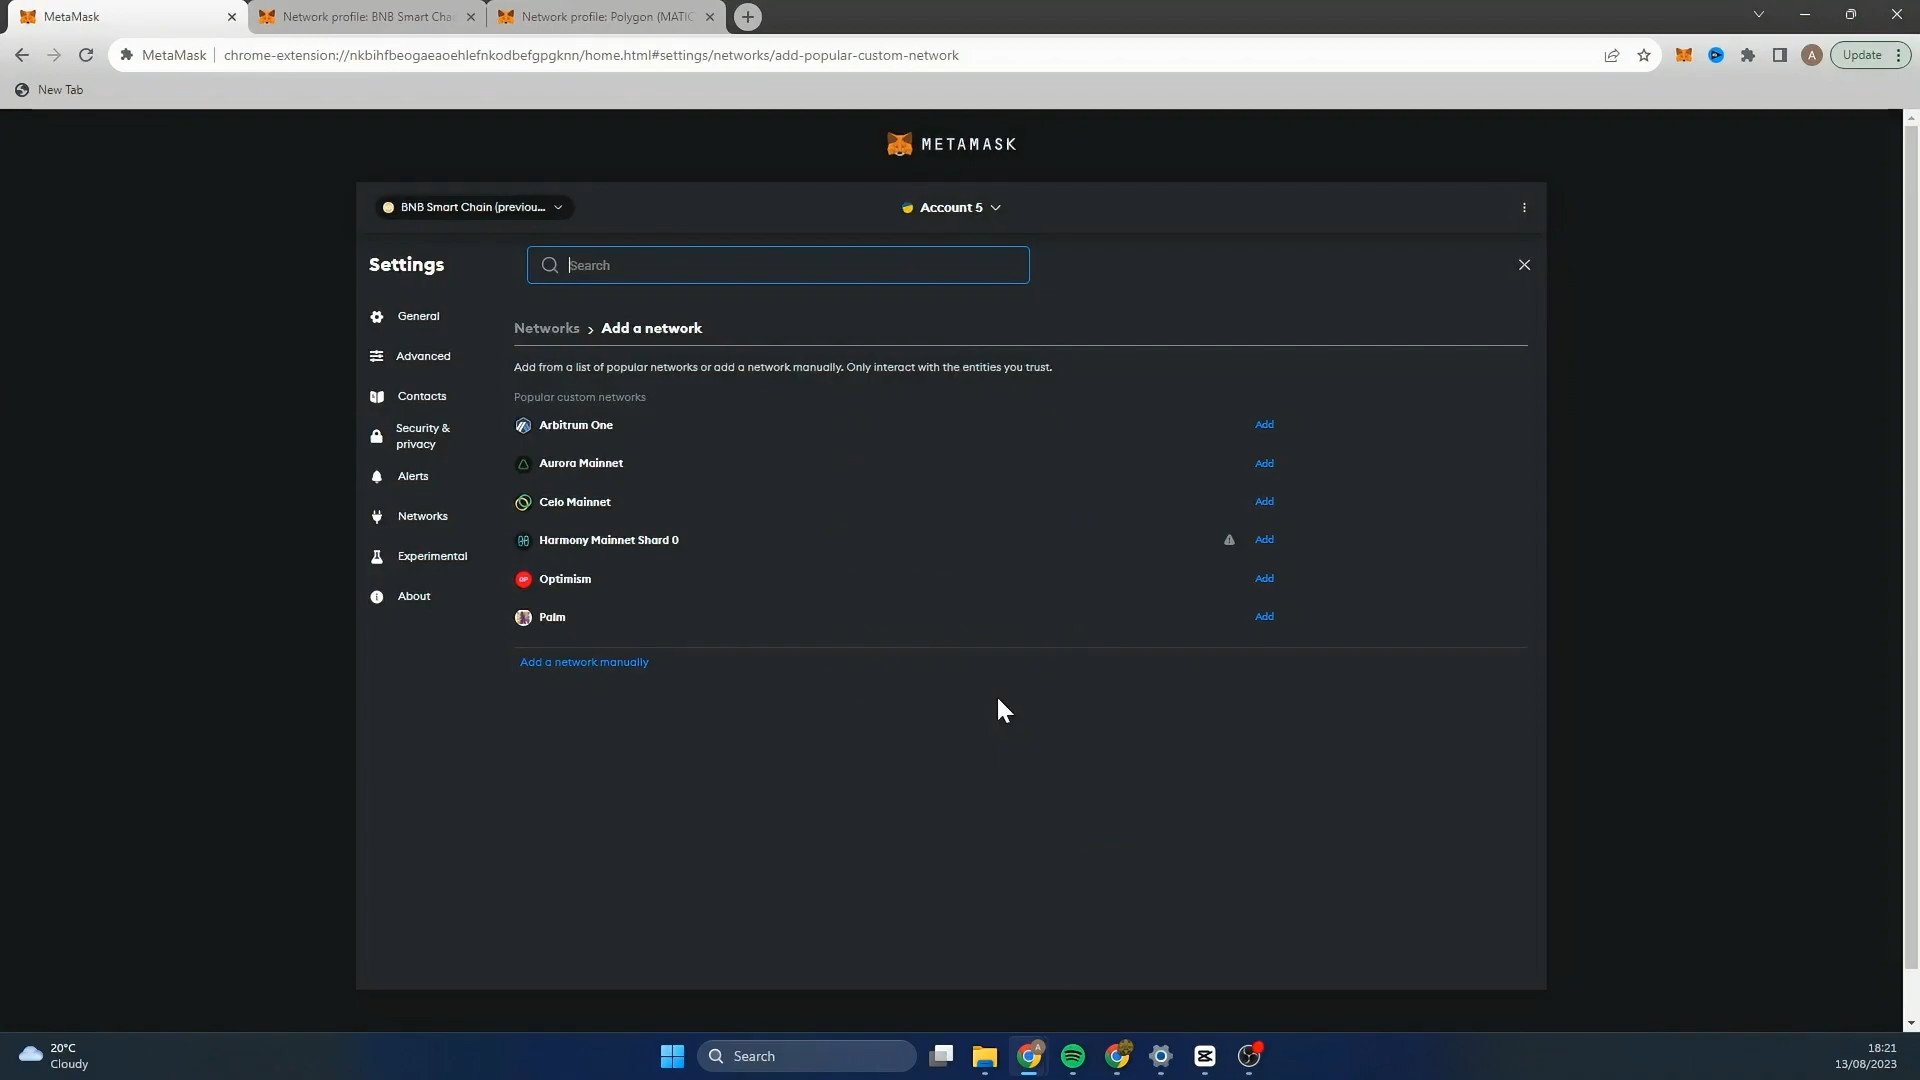 MetaMask
Network profile: BNB Smart Cha
Network profile: Polygon (MATIC
MetaMask
chrome-extension://nkbihfbeogaeaoehlefnkodbefgpgknn/home.html#settings/networks/add-popular-custom-network
A
Update
New Tab
METAMASK
BNB Smart Chain (previou...
Account 5
Settings
Search
General
Advanced
Contacts
Security &
privacy
Alerts
Networks
Experimental
About
Networks > Add a network
Add from a list of popular networks or add a network manually. Only interact with the entities you trust.
Popular custom networks
Arbitrum One
Add
Aurora Mainnet
Add
Celo Mainnet
Add
Harmony Mainnet Shard 0
Add
OP
Optimism
Add
Palm
Add
Add a network manually
20°C
Cloudy
Search
A
18:21
13/08/2023